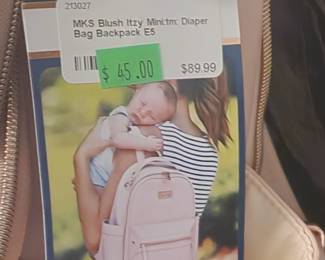 213027
MKS Blush Itzy Mini:tm: Diaper
Bag Backpack E5
$ 45.00
$89.99